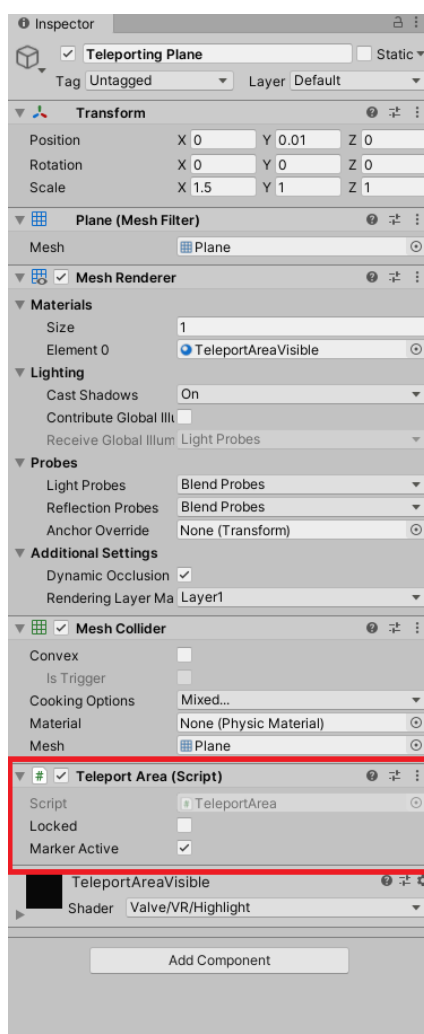 Inspector
Teleporting Plane Static
Tag Untagged Layer Default
Transform
Position X 0 Y 0.01 Z 0
Rotation X 0 Y 0 Z 0
Scale X 1.5 Y 1 Z 1
Plane (Mesh Filter)
Mesh Plane
Mesh Renderer
Materials
Size 1
Element 0 TeleportAreaVisible
Lighting
Cast Shadows On
Contribute Global Illu
Receive Global Illum Light Probes
Probes
Light Probes Blend Probes
Reflection Probes Blend Probes
Anchor Override None (Transform)
Additional Settings
Dynamic Occlusion
Rendering Layer Ma Layer1
Mesh Collider
Convex
Is Trigger
Cooking Options Mixed...
Material None (Physic Material)
Mesh Plane
# Teleport Area (Script)
Script # TeleportArea
Locked
Marker Active
TeleportAreaVisible
Shader Valve/VR/Highlight
Add Component